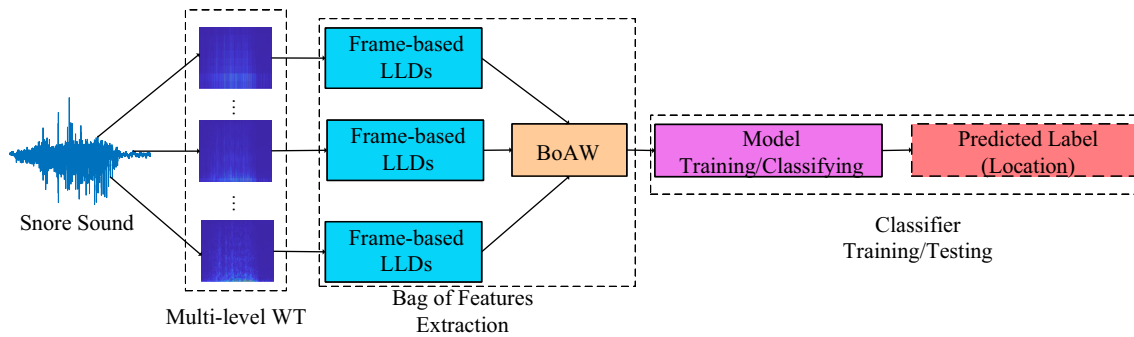 Snore Sound
Multi-level WT
Frame-based
LLDs
Frame-based
LLDs
Frame-based
LLDs
BoAW
Bag of Features
Extraction
Model
Training/Classifying
Predicted Label
(Location)
Classifier
Training/Testing